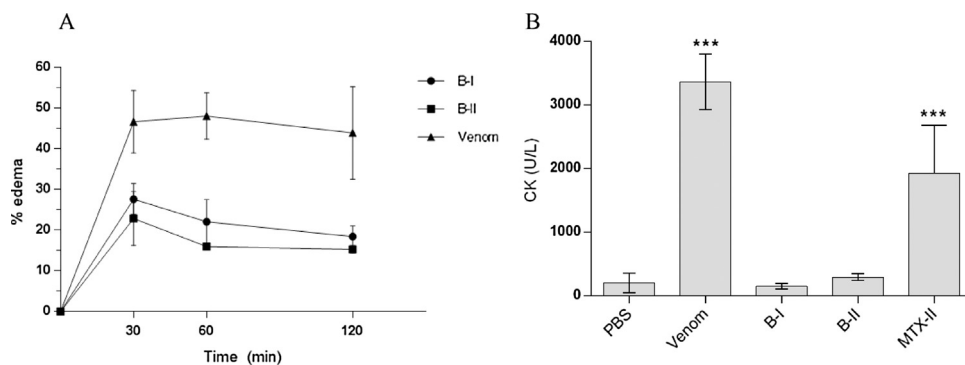 A
60
50
40
30
20
10
0
% edema
30
60
120
Time (min)
B-I
B-II
Venom
B
4000
3000
2000
1000
0
CK (U/L)
***
***
PBS
Venom
B-I
B-II
MTX-II